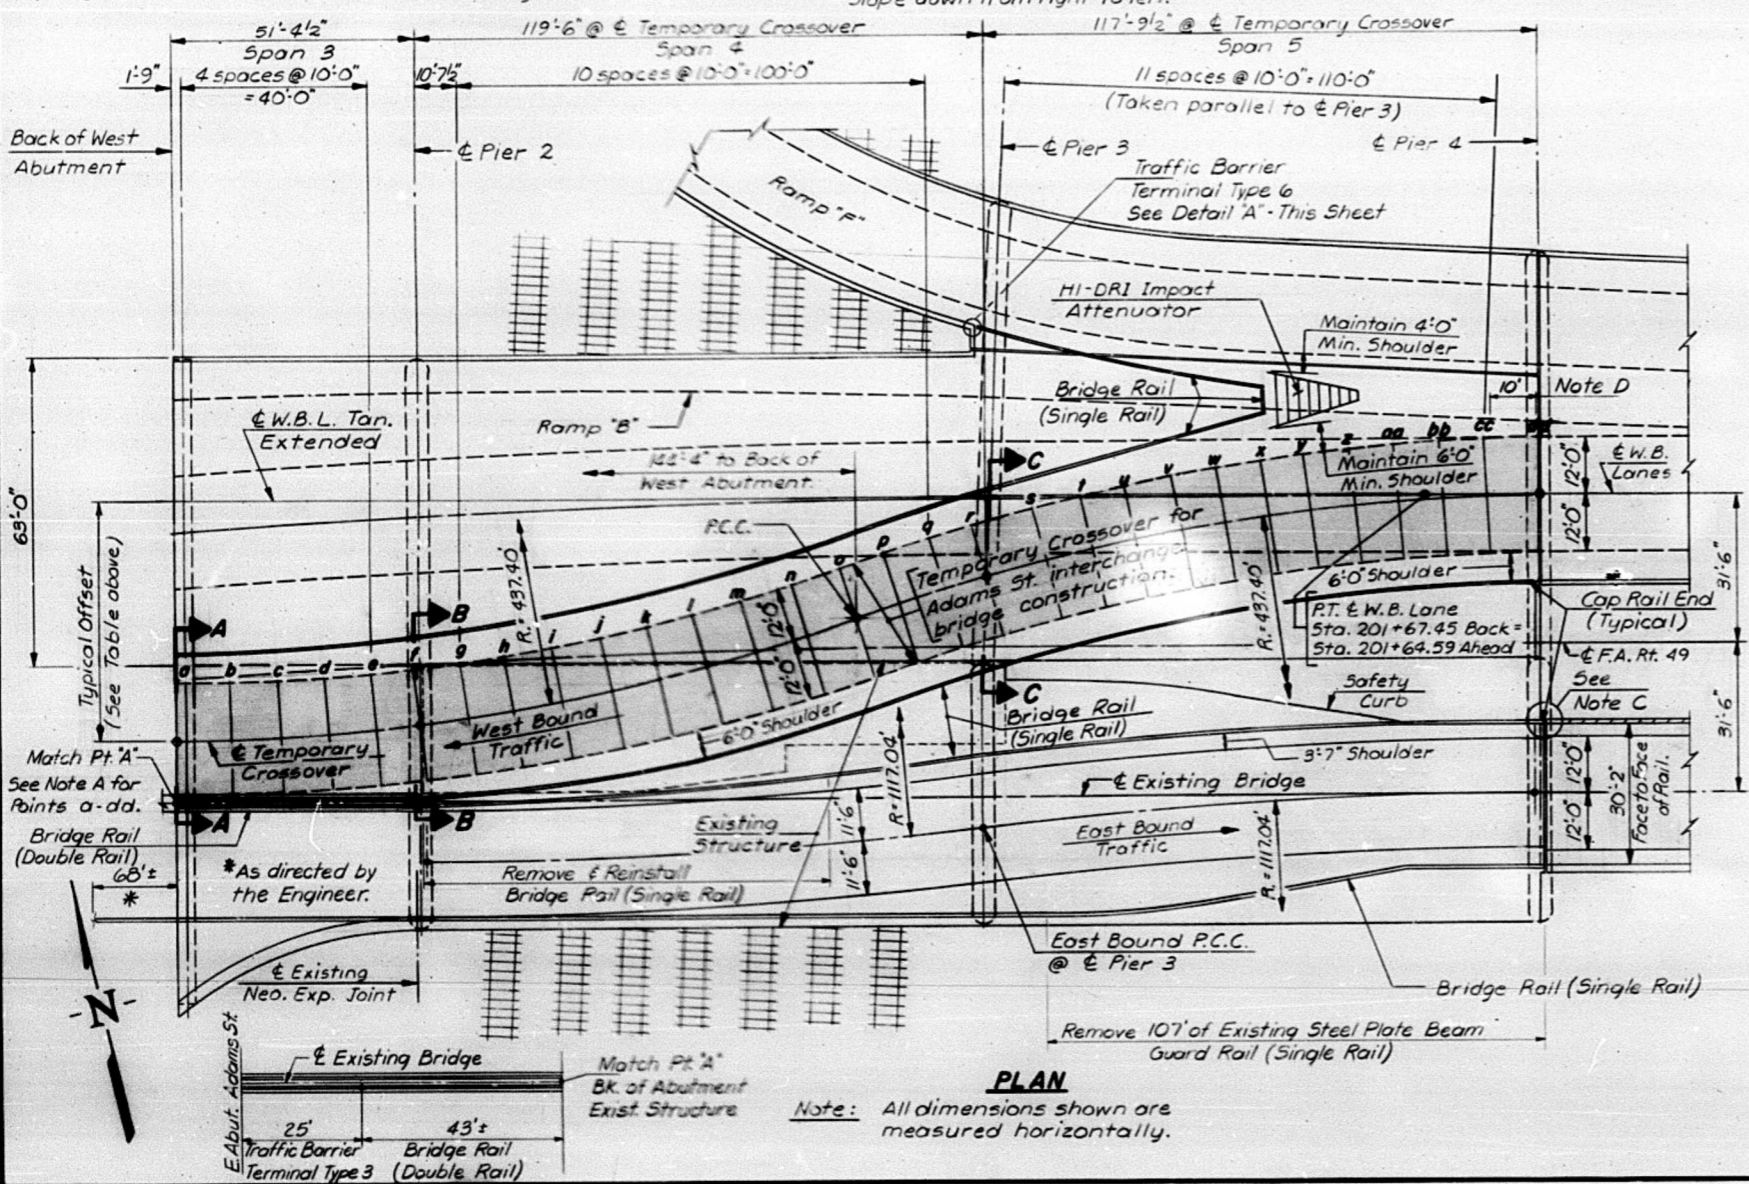 Slope down from right to left.
51'-4½"
Span 3
119'-6" @ ℄ Temporary Crossover
Span 4
117'-9½" @ ℄ Temporary Crossover
Span 5
1'-9"
4 spaces @ 10'-0"
= 40'-0"
10'-7½"
10 spaces @ 10'-0" = 100'-0"
11 spaces @ 10'-0" = 110'-0"
(Taken parallel to ℄ Pier 3)
Back of West
Abutment
℄ Pier 2
℄ Pier 3
℄ Pier 4
Traffic Barrier
Terminal Type 6
See Detail "A" - This Sheet
Ramp "F"
HI-DRI Impact
Attenuator
Maintain 4'-0"
Min. Shoulder
Bridge Rail
(Single Rail)
10'
Note D
63'-0"
℄ W.B.L. Tan.
Extended
Ramp "B"
144'-4" to Back of
West Abutment
P.C.C.
C
Maintain 6'-0"
Min. Shoulder
12'-0"
12'-0"
℄ W.B.
Lanes
Typical Offset
(See Table above)
R.= 437.40'
R.= 437.40'
Temporary Crossover for
Adams St. interchange
bridge construction.
6'-0" Shoulder
P.T. ℄ W.B. Lane
Sta. 201+67.45 Back =
Sta. 201+64.59 Ahead
31'-6"
31'-6"
Cap Rail End
(Typical)
℄ F.A. Rt. 49
See
Note C
A
B
a b c d e f g h i j k l m n o p q r s t u v w x y z aa bb cc
12'-0"
12'-0"
West Bound
Traffic
6'-0" Shoulder
C
Bridge Rail
(Single Rail)
Safety
Curb
3'-7" Shoulder
℄ Temporary
Crossover
Match Pt. "A"
See Note A for
Points a-dd.
Bridge Rail
(Double Rail)
A
B
℄ Existing Bridge
R= 1117.04'
R.= 1117.04'
12'-0"
12'-0"
30'-2"
Face to Face
of Rail.
Existing
Structure
11'-6"
11'-6"
East Bound
Traffic
68'±
*
*As directed by
the Engineer.
Remove & Reinstall
Bridge Rail (Single Rail)
℄ Existing
Neo. Exp. Joint
East Bound P.C.C.
@ ℄ Pier 3
Bridge Rail (Single Rail)
Remove 107' of Existing Steel Plate Beam
Guard Rail (Single Rail)
N
E. Abut. Adams St.
℄ Existing Bridge
Match Pt. "A"
BK. of Abutment
Exist. Structure
25'
Traffic Barrier
Terminal Type 3
43'±
Bridge Rail
(Double Rail)
PLAN
Note: All dimensions shown are
measured horizontally.